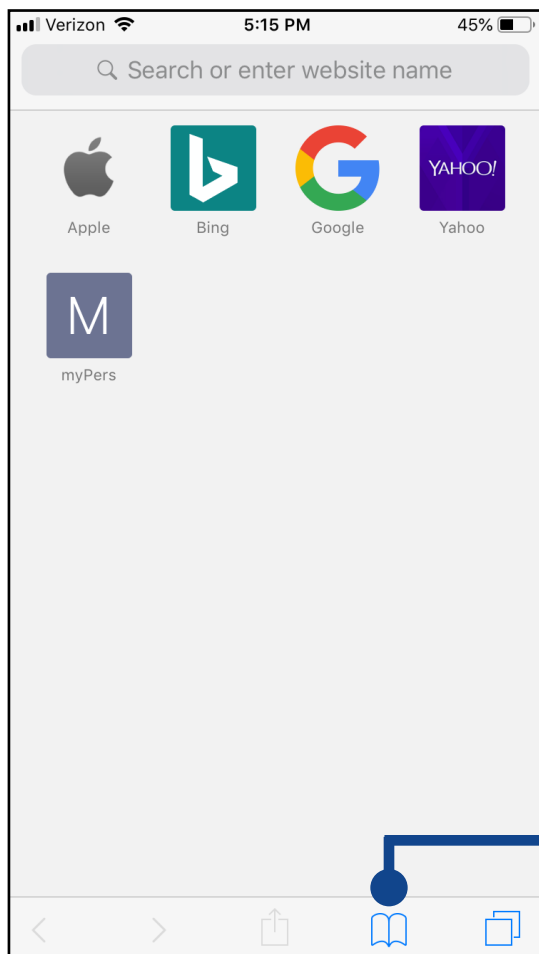 Verizon 5:15 PM 45%
Search or enter website name
YAHOO!
Apple Bing Google Yahoo
M
myPers